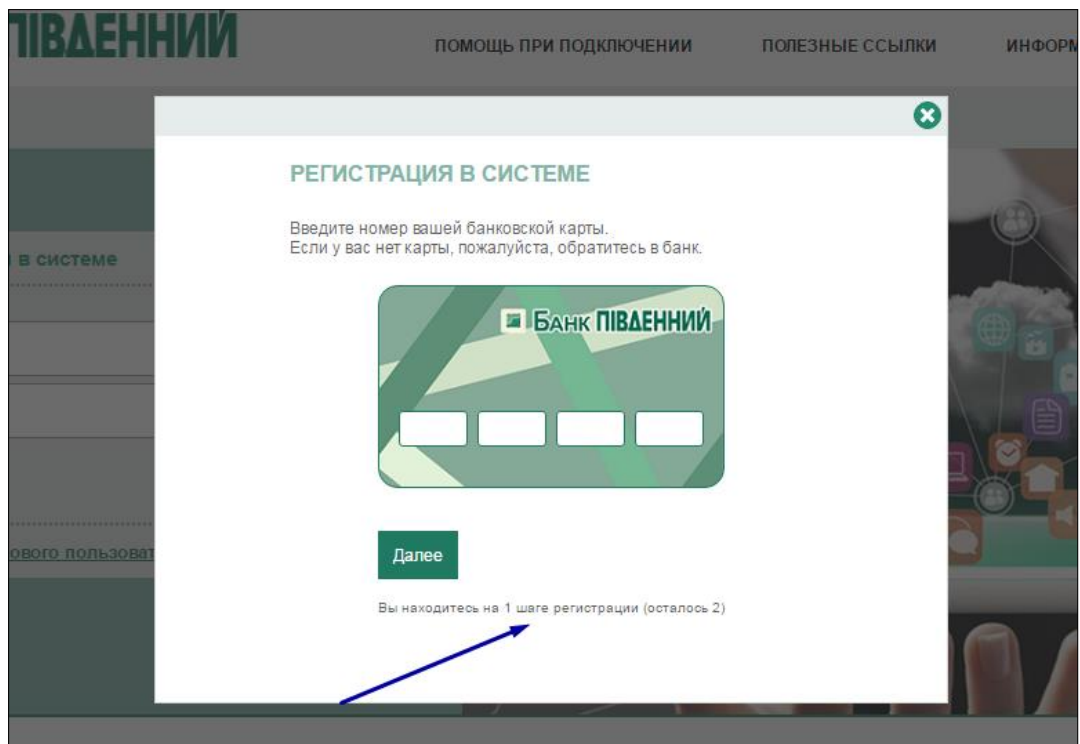 ПІВДЕННИЙ
ПОМОЩЬ ПРИ ПОДКЛЮЧЕНИИ ПОЛЕЗНЫЕ ССЫЛКИ ИНФОРМ
РЕГИСТРАЦИЯ В СИСТЕМЕ
Введите номер вашей банковской карты.
Если у вас нет карты, пожалуйста, обратитесь в банк.
в системе
БАНК ПІВДЕННИЙ
ового пользоват
Далее
Вы находитесь на 1 шаге регистрации (осталось 2)